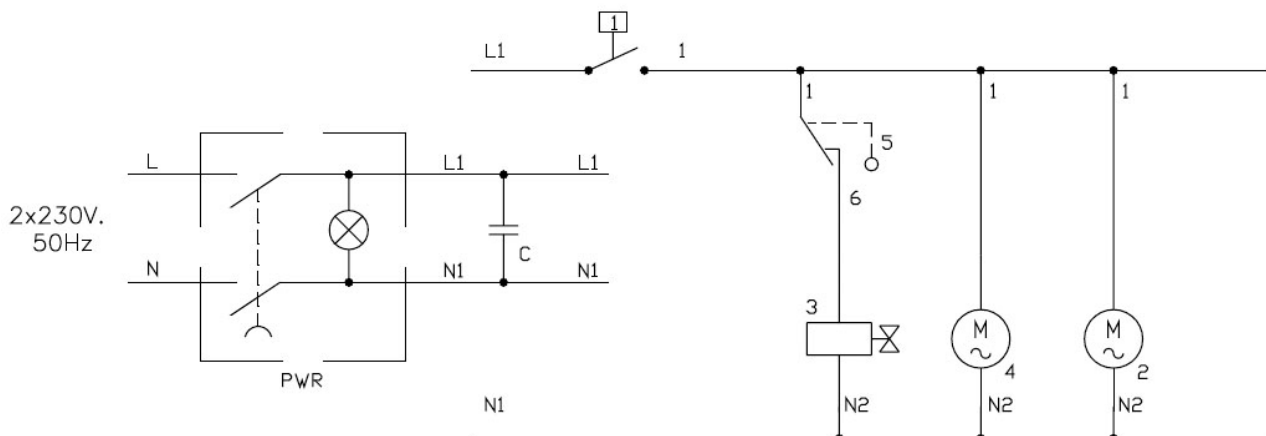 1
L1 1
1 1 1
5
L L1 L1
6
2x230V.
50Hz
C
N N1 N1
3
M M
4 2
PWR
N1 N2 N2 N2